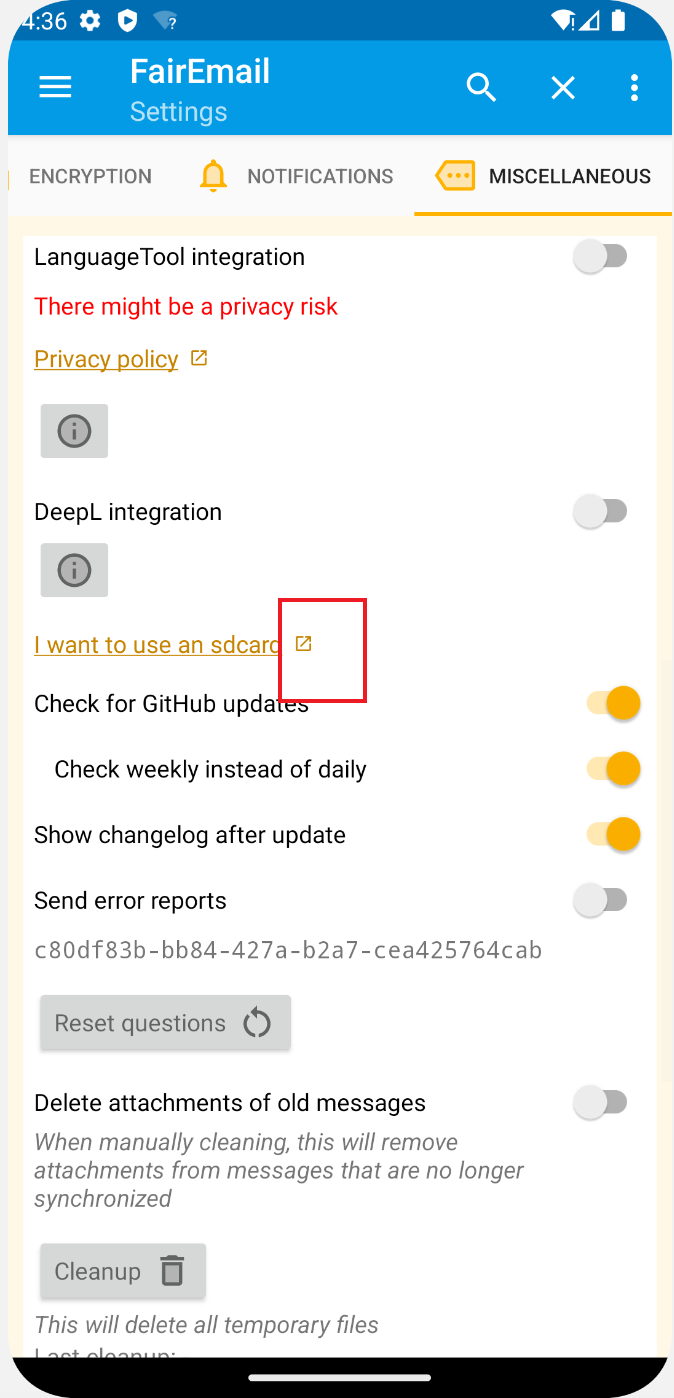 4:36
FairEmail
Settings
ENCRYPTION NOTIFICATIONS MISCELLANEOUS
LanguageTool integration
There might be a privacy risk
Privacy policy
DeepL integration
I want to use an sdcard
Check for GitHub updates
Check weekly instead of daily
Show changelog after update
Send error reports
c80df83b-bb84-427a-b2a7-cea425764cab
Reset questions
Delete attachments of old messages
When manually cleaning, this will remove
attachments from messages that are no longer
synchronized
Cleanup
This will delete all temporary files
Last cleanup: